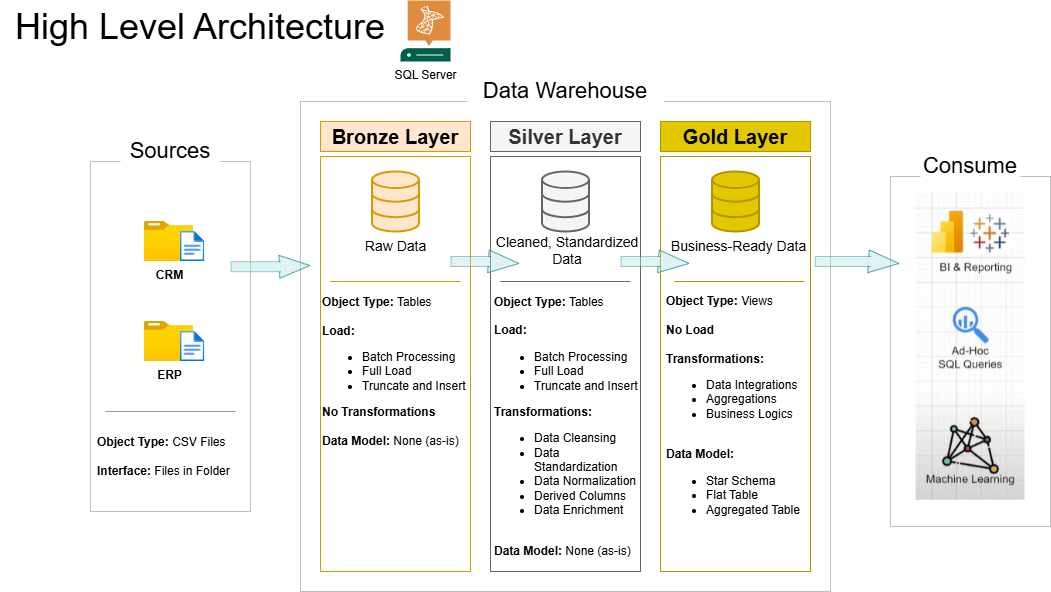 High Level Architecture
SQL Server
Data Warehouse
Sources
CRM
ERP
Object Type: CSV Files
Interface: Files in Folder
Bronze Layer
Raw Data
Object Type: Tables
Load:
Batch Processing
Full Load
Truncate and Insert
No Transformations
Data Model: None (as-is)
Silver Layer
Cleaned, Standardized
Data
Object Type: Tables
Load:
Batch Processing
Full Load
Truncate and Insert
Transformations:
Data Cleansing
Data
Standardization
Data Normalization
Derived Columns
Data Enrichment
Data Model: None (as-is)
Gold Layer
Business-Ready Data
Object Type: Views
No Load
Transformations:
Data Integrations
Aggregations
Business Logics
Data Model:
Star Schema
Flat Table
Aggregated Table
Consume
BI & Reporting
Ad-Hoc
SQL Queries
Machine Learning